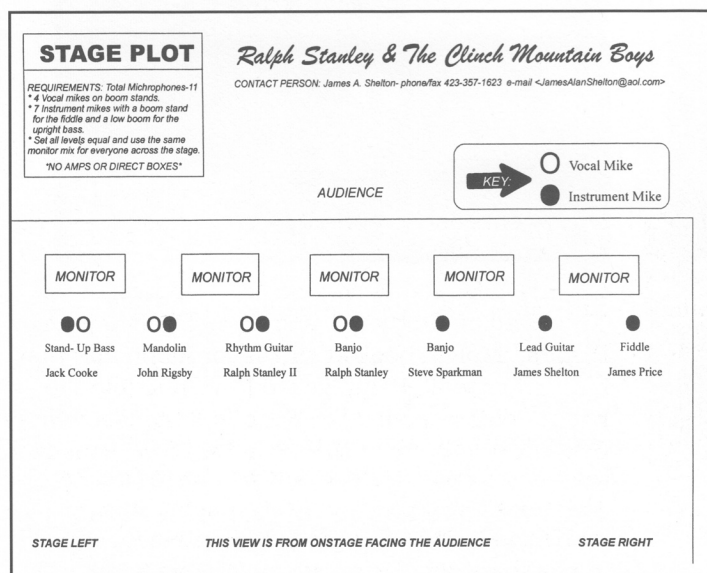 STAGE PLOT
REQUIREMENTS: Total Michrophones-11
* 4 Vocal mikes on boom stands.
* 7 Instrument mikes with a boom stand
for the fiddle and a low boom for the
upright bass.
* Set all levels equal and use the same
monitor mix for everyone across the stage.
*NO AMPS OR DIRECT BOXES*
Ralph Stanley & The Clinch Mountain Boys
CONTACT PERSON: James A. Shelton- phone/fax 423-357-1623 e-mail <JamesAlanShelton@aol.com>
KEY:
Vocal Mike
Instrument Mike
AUDIENCE
MONITOR MONITOR MONITOR MONITOR MONITOR
Stand- Up Bass Mandolin Rhythm Guitar Banjo Banjo Lead Guitar Fiddle
Jack Cooke John Rigsby Ralph Stanley II Ralph Stanley Steve Sparkman James Shelton James Price
STAGE LEFT THIS VIEW IS FROM ONSTAGE FACING THE AUDIENCE STAGE RIGHT